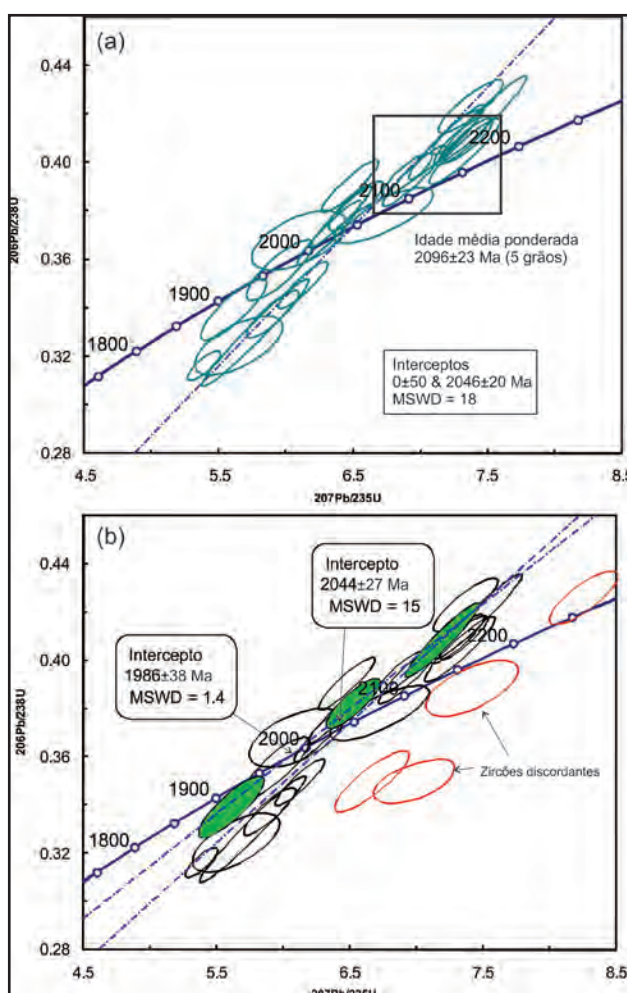 (a)
0.44
0.40
0.36
0.32
0.28
206Pb/238U
2200
2100
2000
1900
1800
Idade média ponderada
2096±23 Ma (5 grãos)
Interceptos
0±50 & 2046±20 Ma
MSWD = 18
4.5 5.5 6.5 7.5 8.5
207Pb/235U
(b)
0.44
0.40
0.36
0.32
0.28
206Pb/238U
Intercepto
2044±27 Ma
MSWD = 15
Intercepto
1986±38 Ma
MSWD = 1.4
2200
2100
2000
1900
1800
Zircões discordantes
4.5 5.5 6.5 7.5 8.5
207Pb/235U